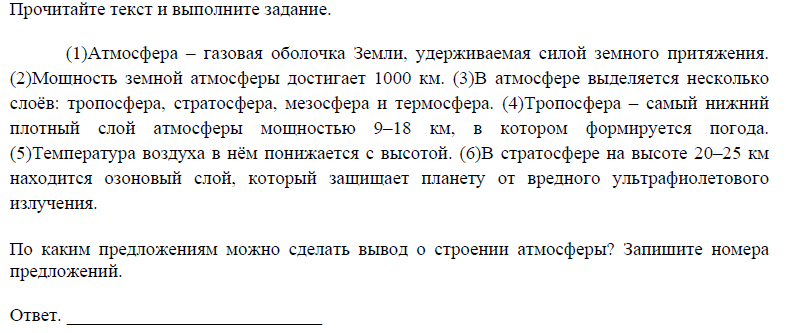 Прочитайте текст и выполните задание.
(1)Атмосфера – газовая оболочка Земли, удерживаемая силой земного притяжения.
(2)Мощность земной атмосферы достигает 1000 км. (3)В атмосфере выделяется несколько
слоёв: тропосфера, стратосфера, мезосфера и термосфера. (4)Тропосфера – самый нижний
плотный слой атмосферы мощностью 9–18 км, в котором формируется погода.
(5)Температура воздуха в нём понижается с высотой. (6)В стратосфере на высоте 20–25 км
находится озоновый слой, который защищает планету от вредного ультрафиолетового
излучения.
По каким предложениям можно сделать вывод о строении атмосферы? Запишите номера
предложений.
Ответ. ___________________________